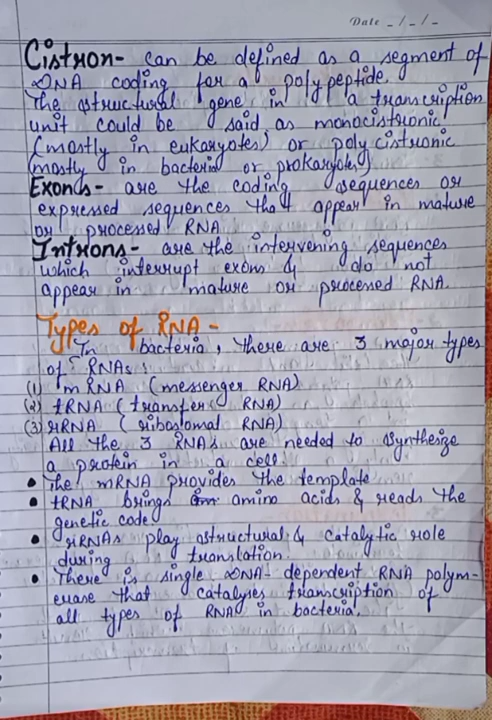 Date _/_/_
Cistron- can be defined as a segment of
DNA coding for a polypeptide.
The structural gene in a transcription
unit could be said as monocistronic
(mostly in eukaryotes) or polycistronic
(mostly in bacteria or prokaryotes)
Exons- are the coding sequences or
expressed sequences that appear in mature
or processed RNA.
Introns- are the intervening sequences
which interrupt exons & do not
appear in mature or processed RNA.
Types of RNA -
In bacteria, there are 3 major types
of RNAs:
(1) mRNA (messenger RNA)
(2) tRNA (transfer RNA)
(3) rRNA (ribosomal RNA)
All the 3 RNAs are needed to synthesize
a protein in a cell.
• The mRNA provides the template
• tRNA brings amino acids & reads the
genetic code
• rRNAs play structural & catalytic role
during translation.
• There is single DNA- dependent RNA polym-
erase that catalyses transcription of
all types of RNAs in bacteria.